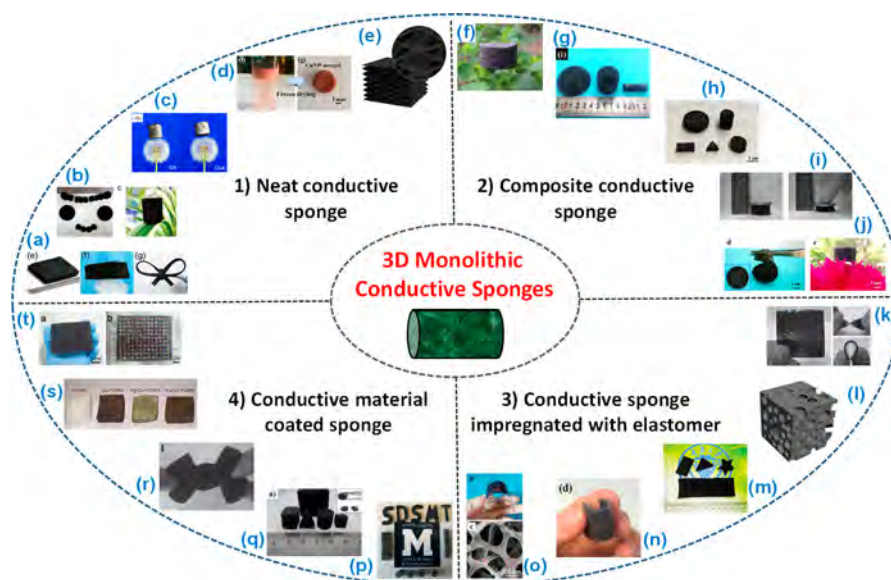 (a)
(b)
(c)
(d)
(e)
(f)
(g)
(h)
(i)
(j)
1) Neat conductive
sponge
2) Composite conductive
sponge
Freeze drying
(e)
(f)
(g)
c
d
3D Monolithic
Conductive Sponges
(t)
(s)
(r)
(q)
(p)
4) Conductive material
coated sponge
3) Conductive sponge
impregnated with elastomer
(k)
(l)
(m)
(n)
(o)
a
(d)
SDSMT
M